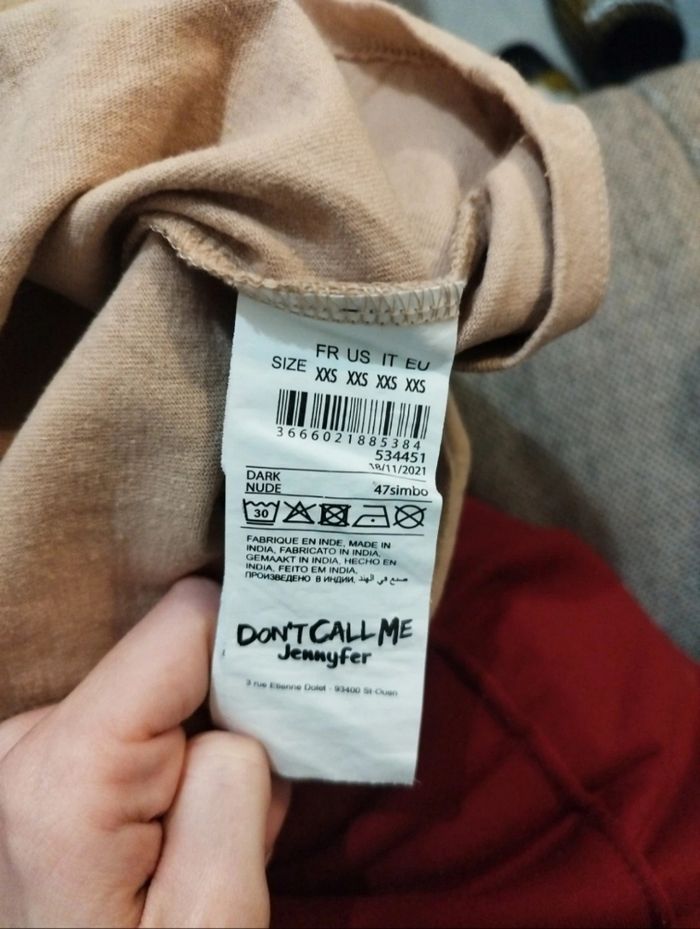 FR US IT EU
SIZE XXS XXS XXS XXS
3666021885384
534451
18/11/2021
DARK
NUDE 47simbo
30
FABRIQUE EN INDE, MADE IN
INDIA, FABRICATO IN INDIA,
GEMAAKT IN INDIA, HECHO EN
INDIA, FEITO EM INDIA,
ПРОИЗВЕДЕНО В ИНДИИ, صنع في الهند
DON'T CALL ME
Jennyfer
3 rue Etienne Dolet - 93400 St-Ouen